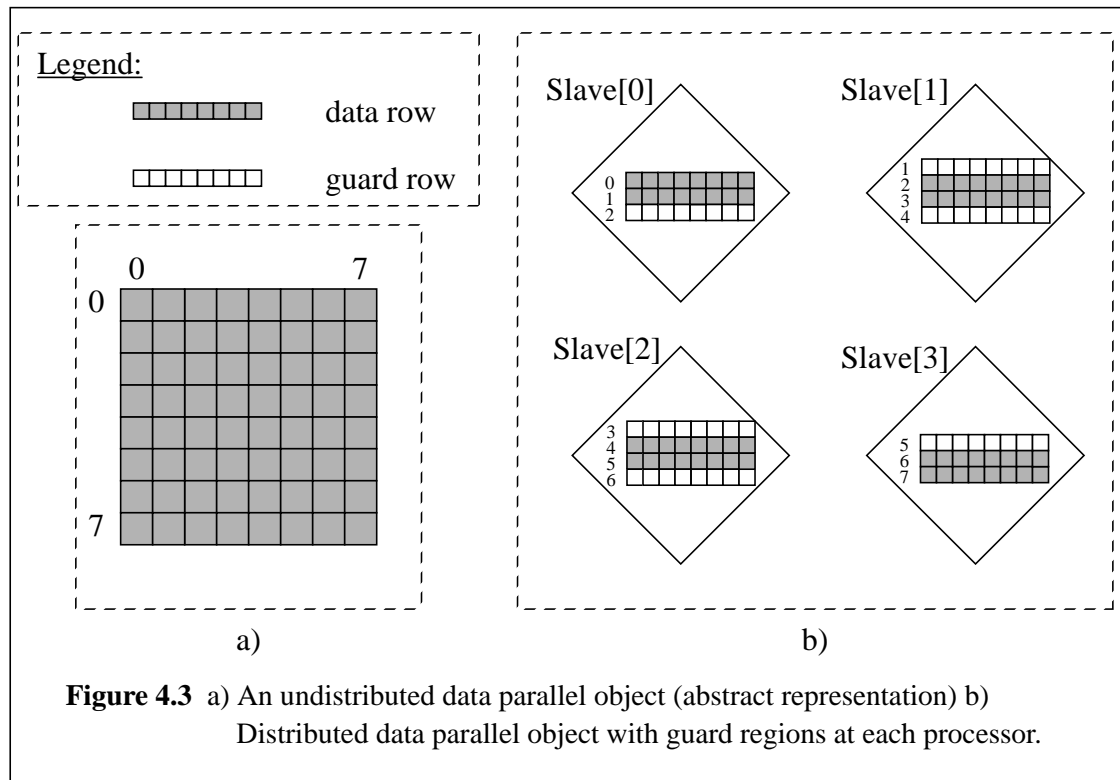 Legend:
data row
guard row
0 7
0
7
a)
Slave[0]
0
1
2
Slave[1]
1
2
3
4
Slave[2]
3
4
5
6
Slave[3]
5
6
7
b)
Figure 4.3 a) An undistributed data parallel object (abstract representation) b)
Distributed data parallel object with guard regions at each processor.